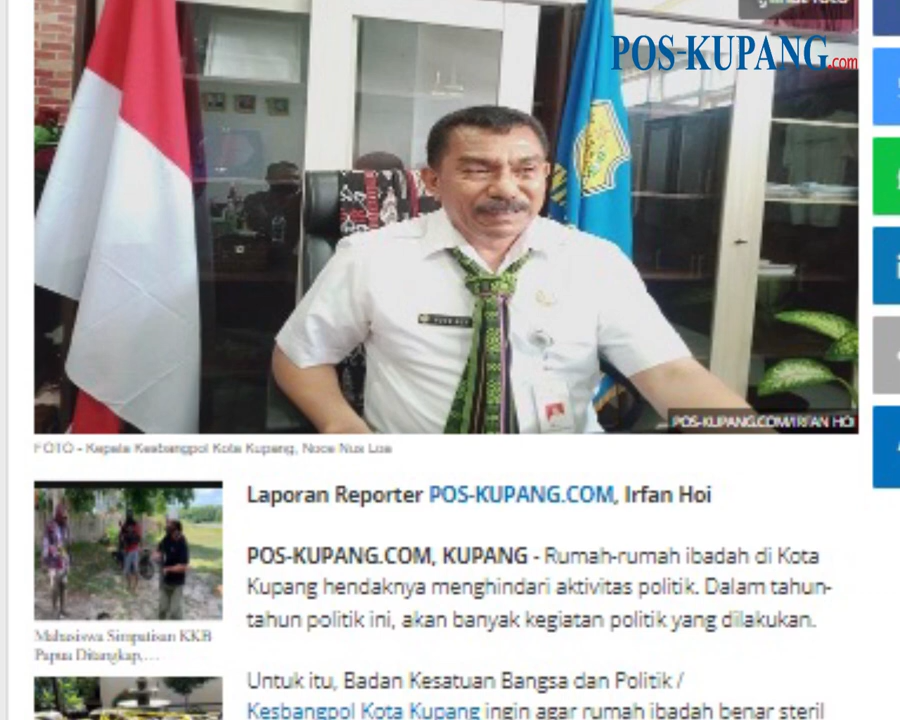 POS-KUPANG.com
POS-KUPANG.COM/IRFAN HOI
FOTO - Kepala Kesbangpol Kota Kupang, Noce Nus Loa
Laporan Reporter POS-KUPANG.COM, Irfan Hoi
POS-KUPANG.COM, KUPANG - Rumah-rumah ibadah di Kota
Kupang hendaknya menghindari aktivitas politik. Dalam tahun-
tahun politik ini, akan banyak kegiatan politik yang dilakukan.
Mahasiswa Simpatisan KKB
Papua Ditangkap,...
Untuk itu, Badan Kesatuan Bangsa dan Politik /
Kesbangpol Kota Kupang ingin agar rumah ibadah benar steril